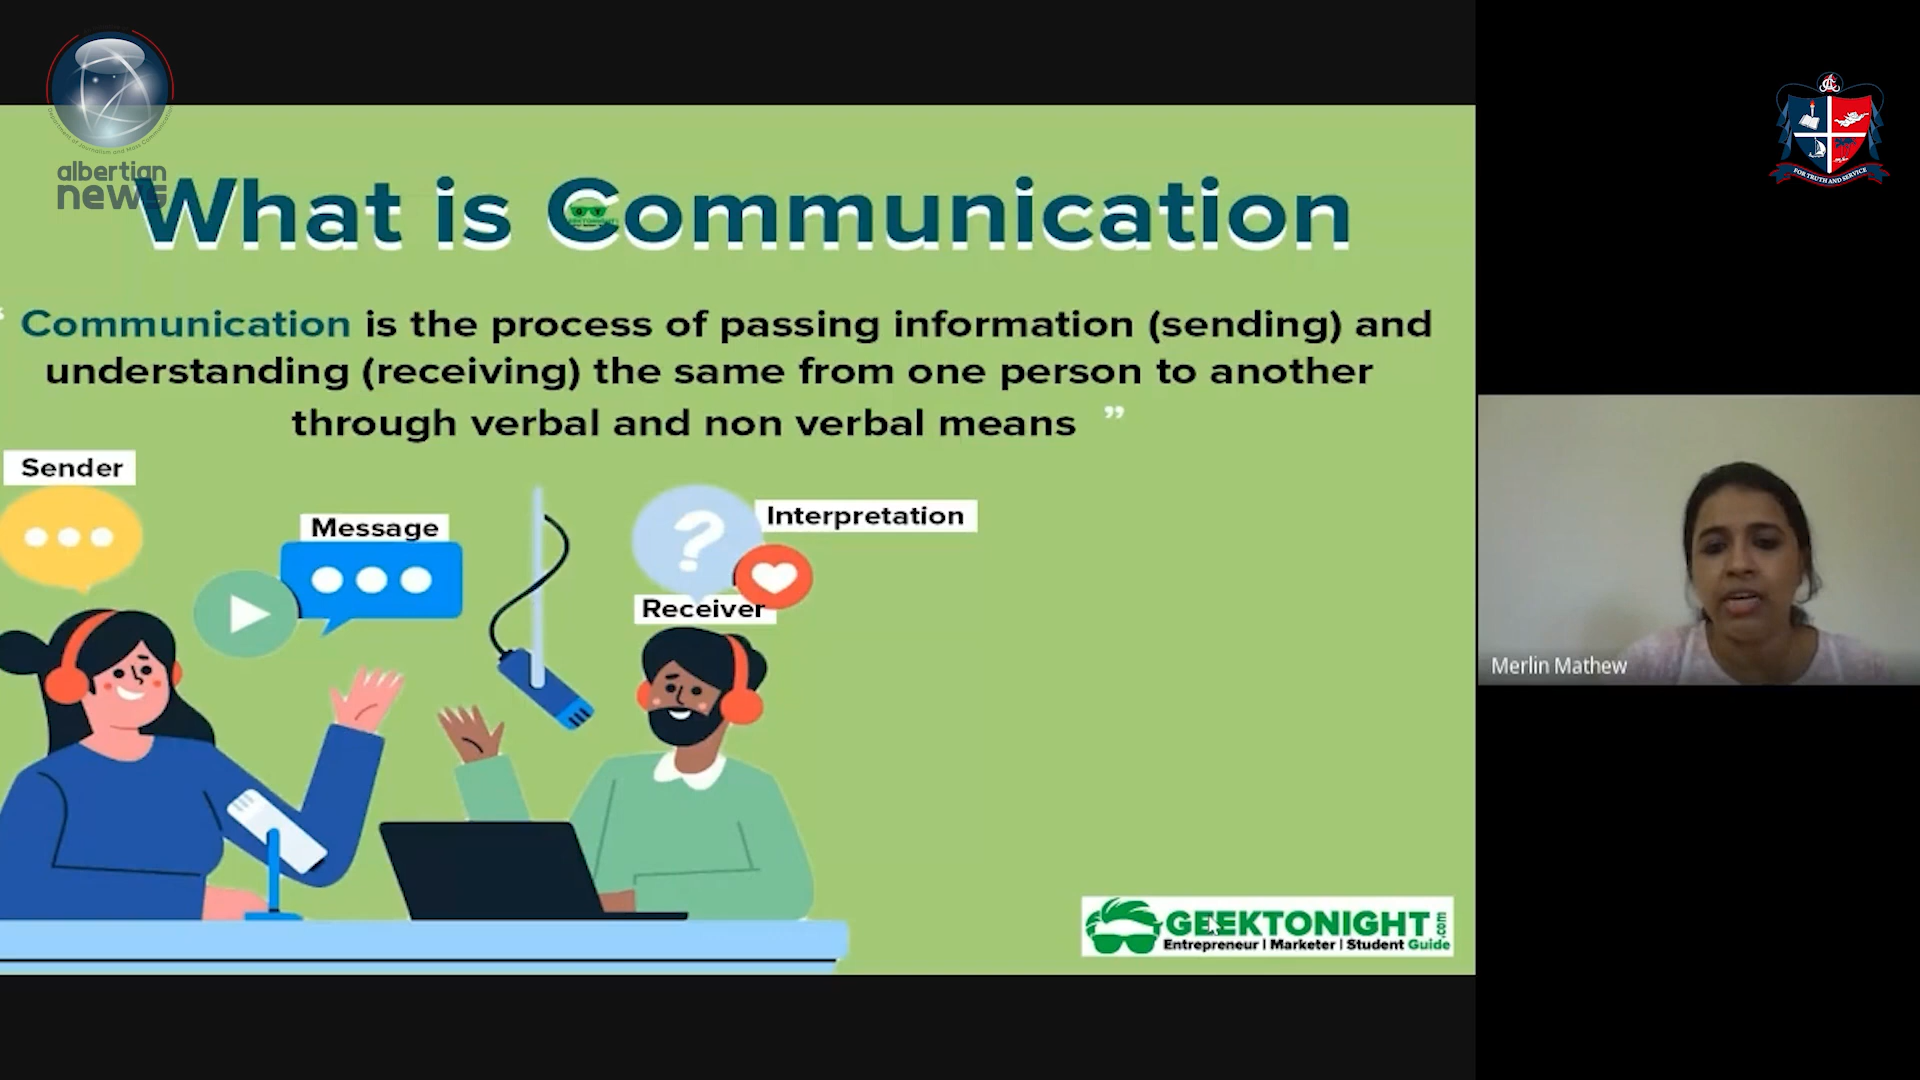 albertian
news
What is Communication
Communication is the process of passing information (sending) and
understanding (receiving) the same from one person to another
through verbal and non verbal means ”
Sender
Message
Interpretation
Receiver
GEEKTONIGHT.com
Entrepreneur | Marketer | Student Guide
Merlin Mathew
FOR TRUTH AND SERVICE